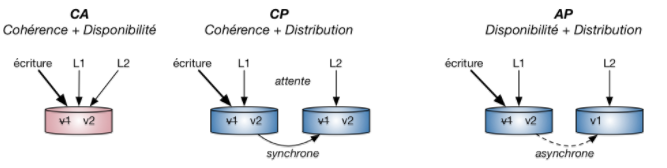 CA
Cohérence + Disponibilité
écriture L1 L2
v1 v2
CP
Cohérence + Distribution
écriture L1 attente L2
v1 v2 v1 v2
synchrone
AP
Disponibilité + Distribution
écriture L1 L2
v1 v2 v1
asynchrone